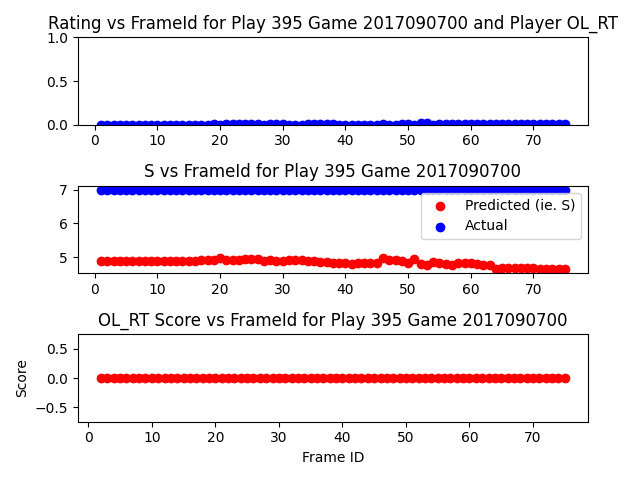 Rating vs FrameId for Play 395 Game 2017090700 and Player OL_RT
1.0
0.5
0.0
0 10 20 30 40 50 60 70
S vs FrameId for Play 395 Game 2017090700
7
6
5
Predicted (ie. S)
Actual
0 10 20 30 40 50 60 70
OL_RT Score vs FrameId for Play 395 Game 2017090700
Score
0.5
0.0
−0.5
0 10 20 30 40 50 60 70
Frame ID